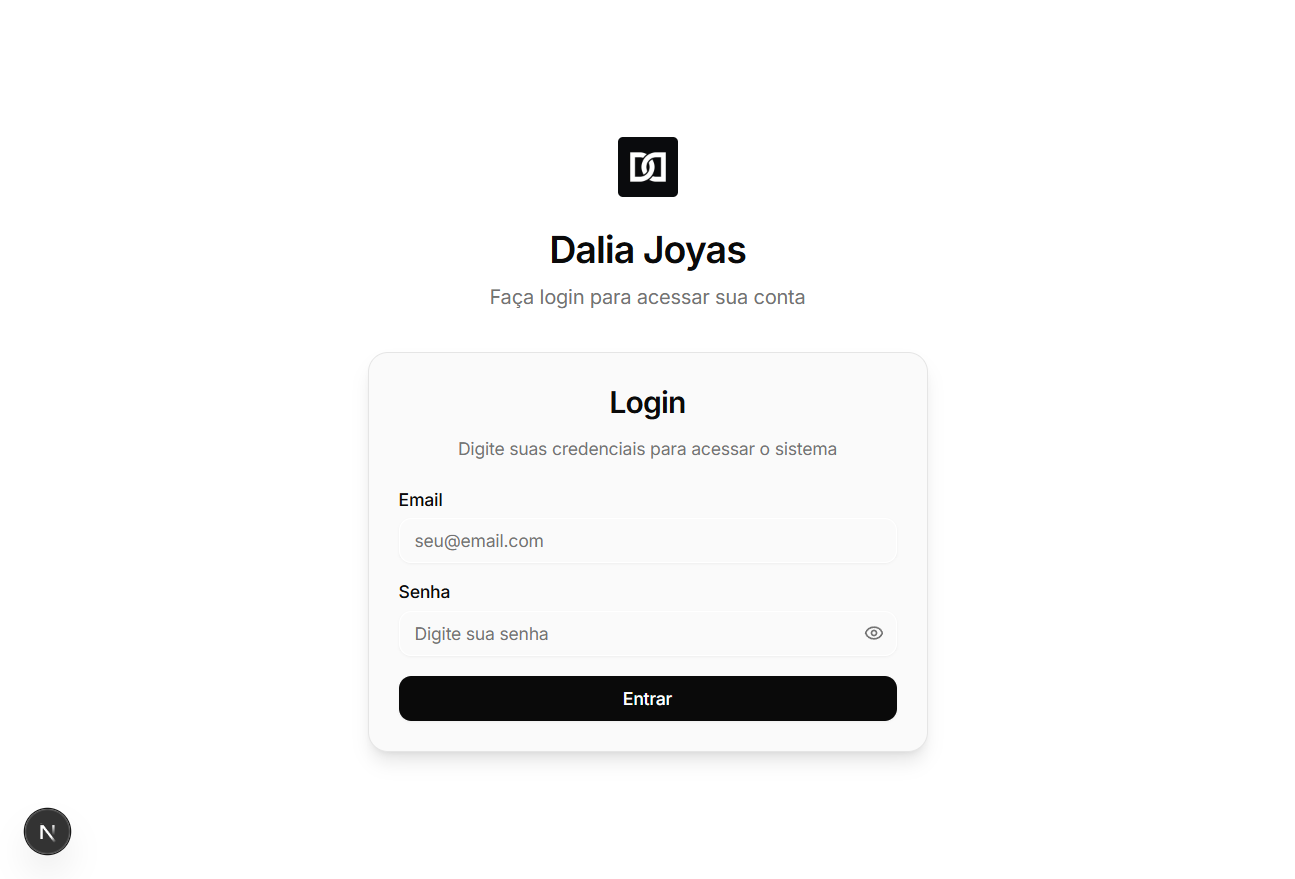 Dalia Joyas
Faça login para acessar sua conta
Login
Digite suas credenciais para acessar o sistema
Email
seu@email.com
Senha
Digite sua senha
Entrar
N